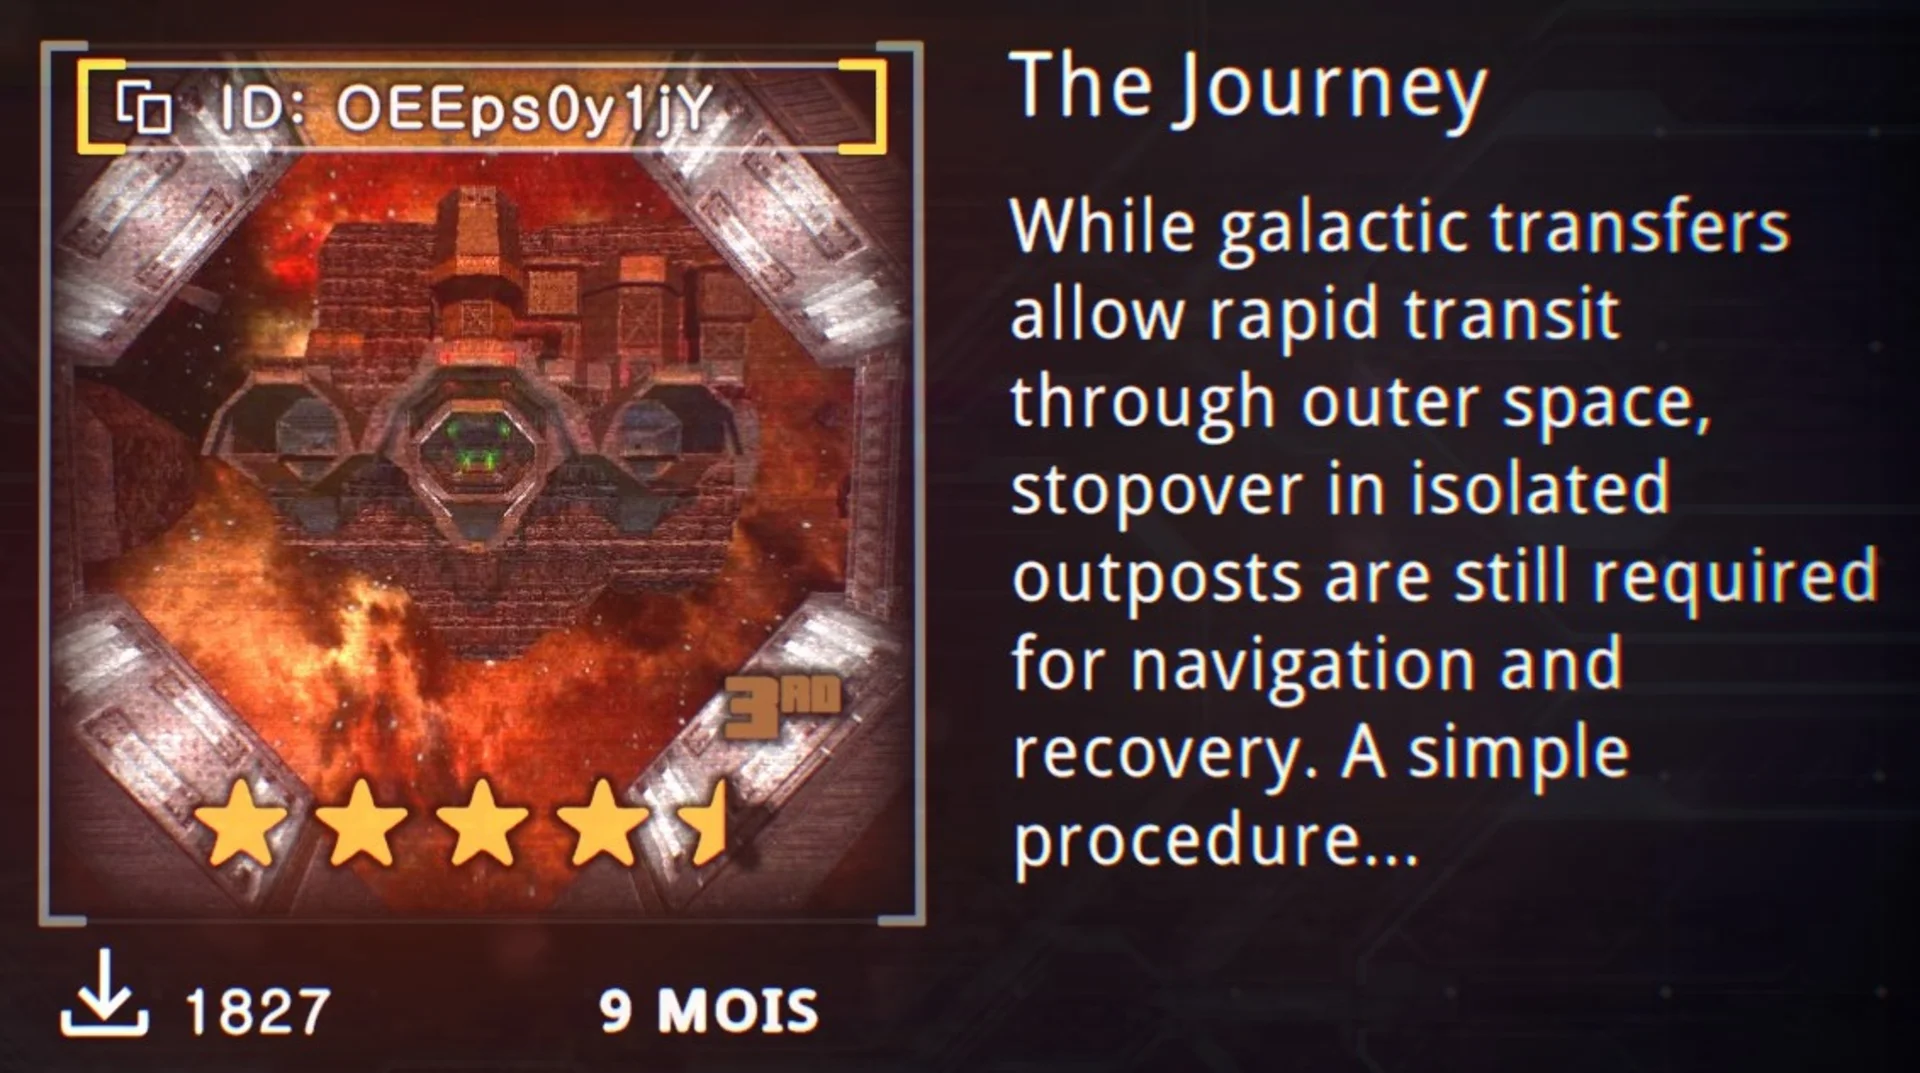 ID: OEEps0y1jY
3RD
1827
9 MOIS
The Journey
While galactic transfers
allow rapid transit
through outer space,
stopover in isolated
outposts are still required
for navigation and
recovery. A simple
procedure...